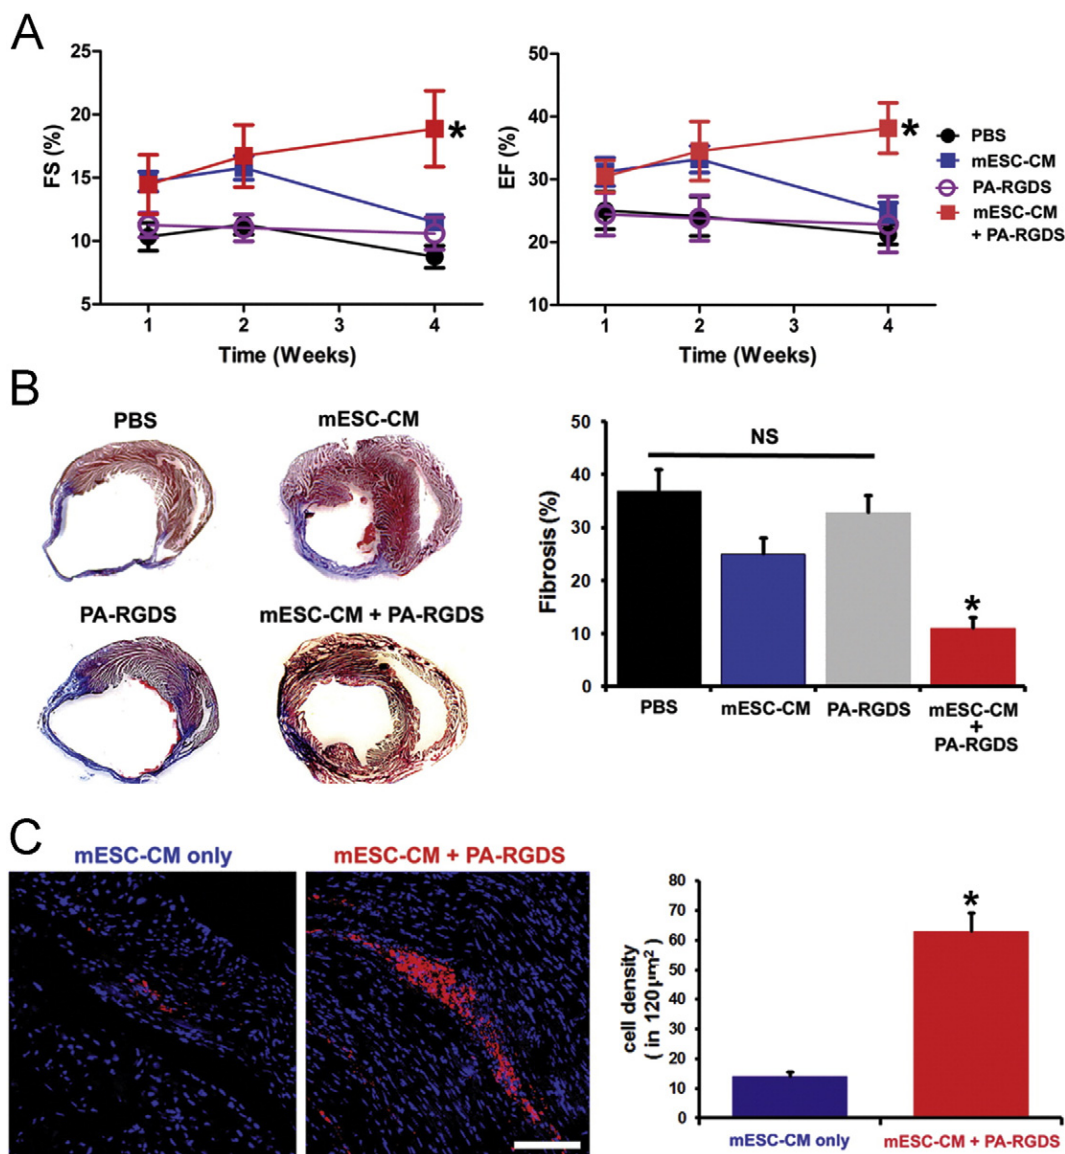 A
FS (%)
25
20
15
10
5
1 2 3 4
Time (Weeks)
*
EF (%)
50
40
30
20
10
1 2 3 4
Time (Weeks)
*
PBS
mESC-CM
PA-RGDS
mESC-CM
+ PA-RGDS
B
PBS mESC-CM
PA-RGDS mESC-CM + PA-RGDS
Fibrosis (%)
50
40
30
20
10
0
NS
*
PBS mESC-CM PA-RGDS mESC-CM
+
PA-RGDS
C
mESC-CM only mESC-CM + PA-RGDS
cell density
( in 120 µm²)
80
70
60
50
40
30
20
10
0
*
mESC-CM only mESC-CM + PA-RGDS